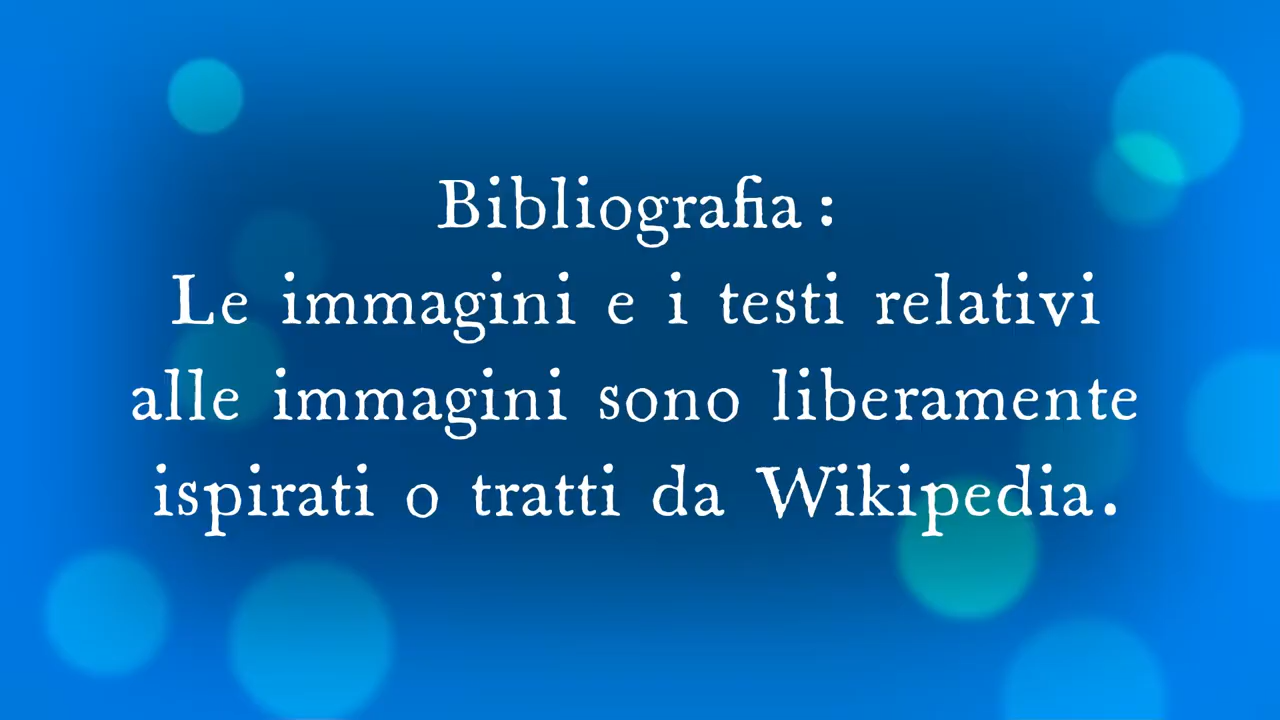 Bibliografia:
Le immagini e i testi relativi
alle immagini sono liberamente
ispirati o tratti da Wikipedia.